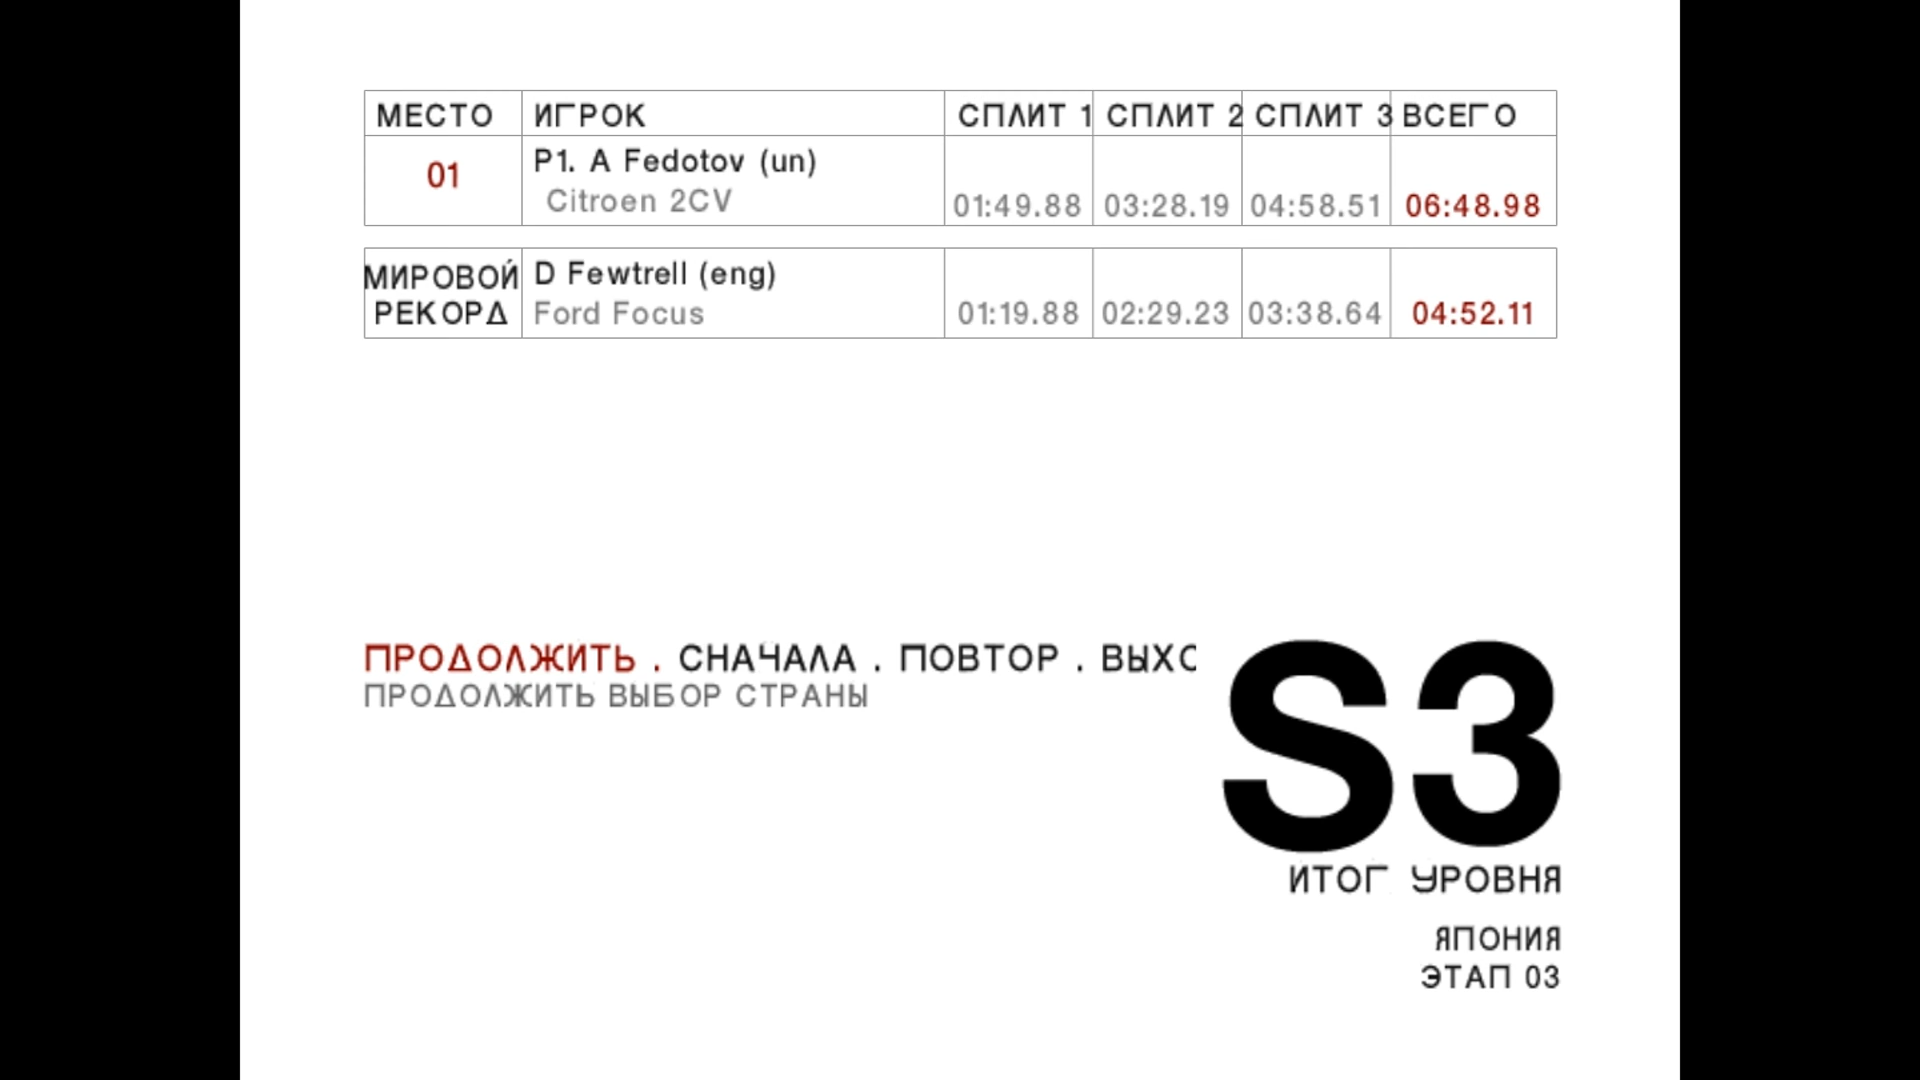 МЕСТО ИГРОК СПЛИТ 1 СПЛИТ 2 СПЛИТ 3 ВСЕГО
01 P1. A Fedotov (un)
Citroen 2CV 01:49.88 03:28.19 04:58.51 06:48.98
МИРОВОЙ D Fewtrell (eng)
РЕКОРД Ford Focus 01:19.88 02:29.23 03:38.64 04:52.11
ПРОДОЛЖИТЬ . СНАЧАЛА . ПОВТОР . ВЫХО
ПРОДОЛЖИТЬ ВЫБОР СТРАНЫ
S3
ИТОГ УРОВНЯ
ЯПОНИЯ
ЭТАП 03